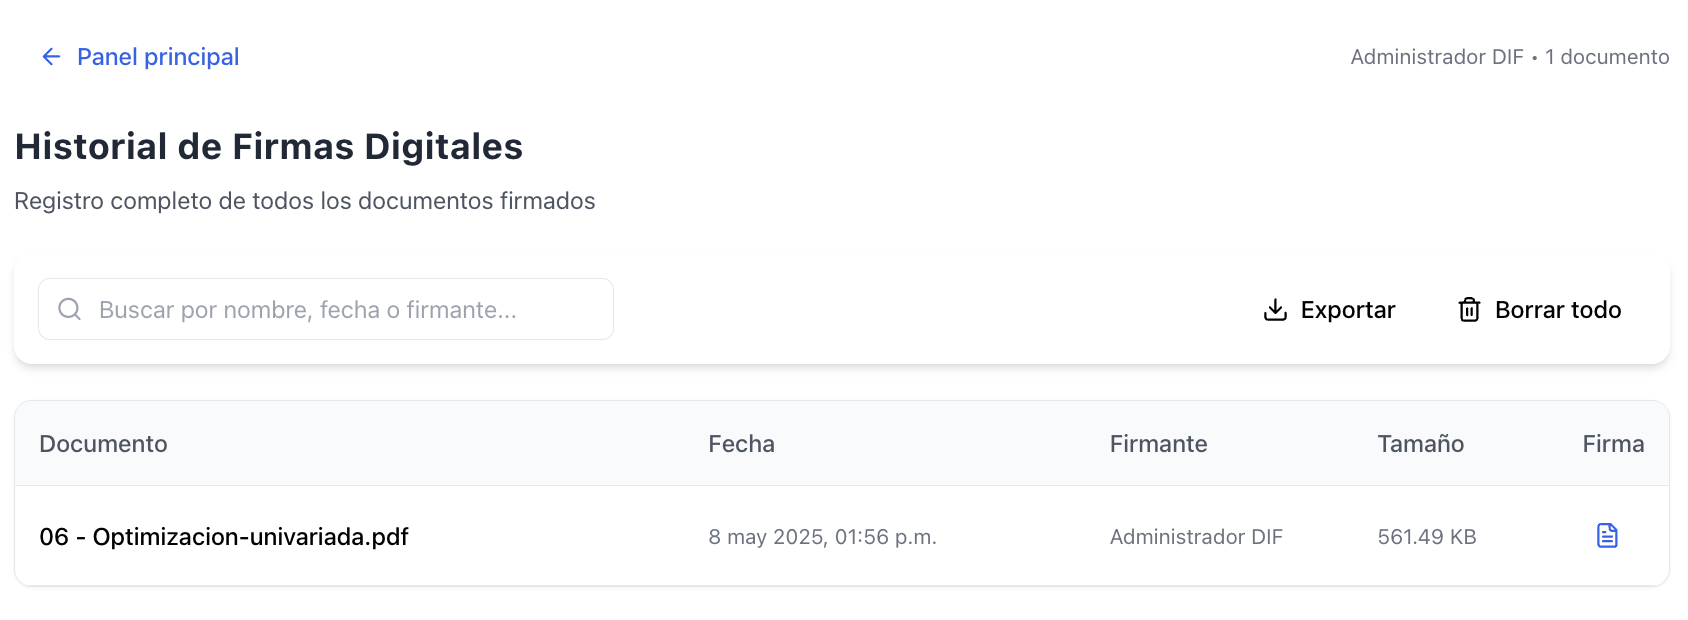 Panel principal
Administrador DIF • 1 documento
Historial de Firmas Digitales
Registro completo de todos los documentos firmados
Buscar por nombre, fecha o firmante...
Exportar
Borrar todo
Documento Fecha Firmante Tamaño Firma
06 - Optimizacion-univariada.pdf 8 may 2025, 01:56 p.m. Administrador DIF 561.49 KB